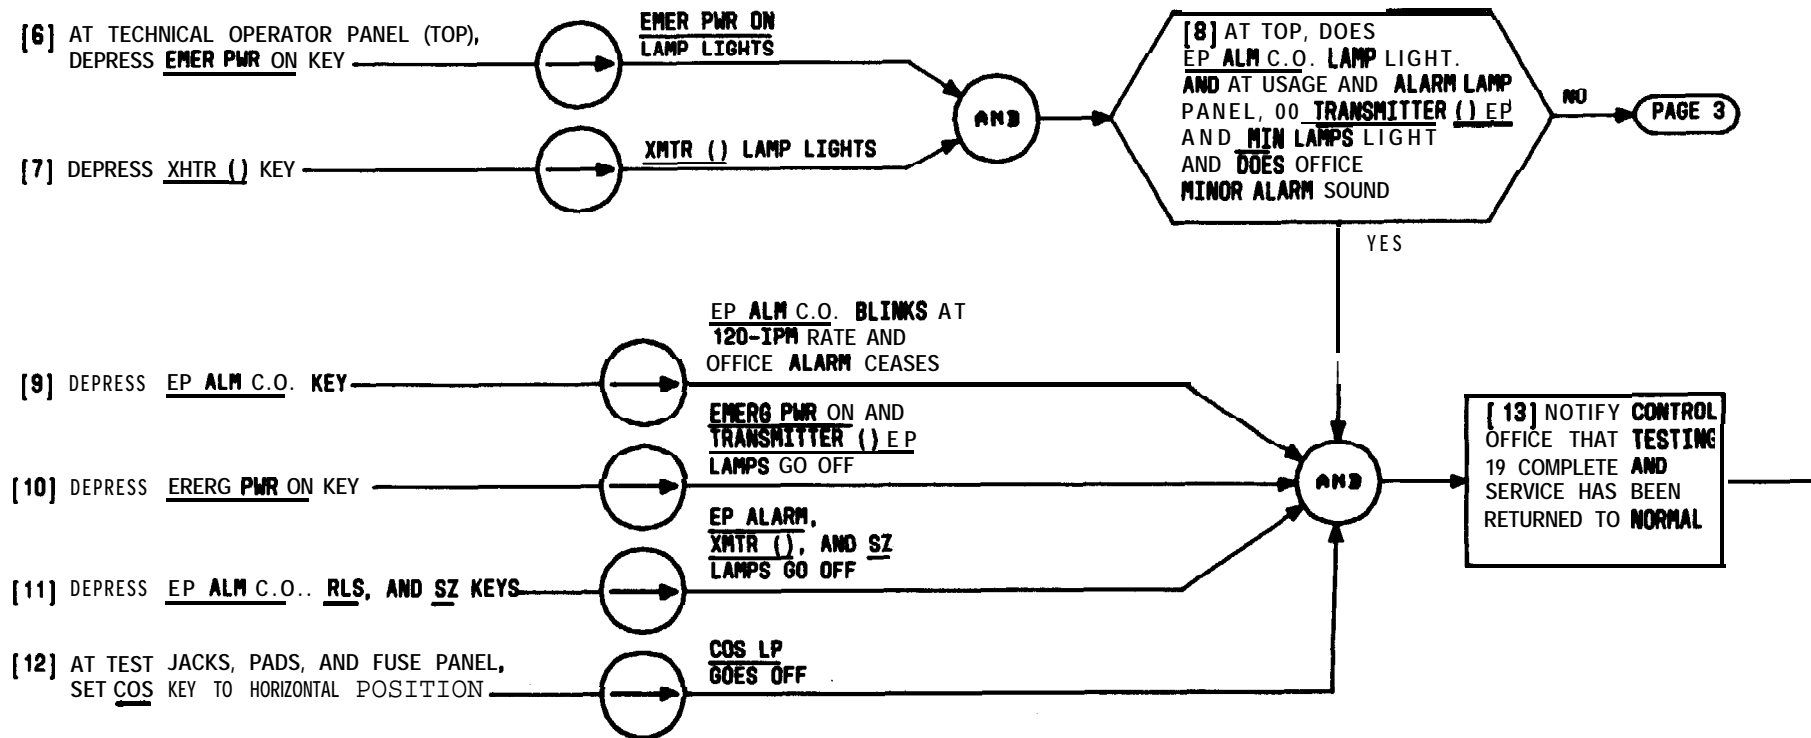 [6] AT TECHNICAL OPERATOR PANEL (TOP),
DEPRESS EMER PWR ON KEY
EMER PWR ON
LAMP LIGHTS
[7] DEPRESS XHTR () KEY
XMTR () LAMP LIGHTS
AND
[8] AT TOP, DOES
EP ALM C.O. LAMP LIGHT.
AND AT USAGE AND ALARM LAMP
PANEL, 00 TRANSMITTER () EP
AND MIN LAMPS LIGHT
AND DOES OFFICE
MINOR ALARM SOUND
NO
PAGE 3
YES
[9] DEPRESS EP ALM C.O. KEY
EP ALM C.O. BLINKS AT
120-IPM RATE AND
OFFICE ALARM CEASES
[10] DEPRESS ERERG PWR ON KEY
EMERG PWR ON AND
TRANSMITTER () EP
LAMPS GO OFF
[11] DEPRESS EP ALM C.O.. RLS, AND SZ KEYS
EP ALARM,
XMTR (), AND SZ
LAMPS GO OFF
[12] AT TEST JACKS, PADS, AND FUSE PANEL,
SET COS KEY TO HORIZONTAL POSITION
COS LP
GOES OFF
AND
[13] NOTIFY CONTROL
OFFICE THAT TESTING
19 COMPLETE AND
SERVICE HAS BEEN
RETURNED TO NORMAL